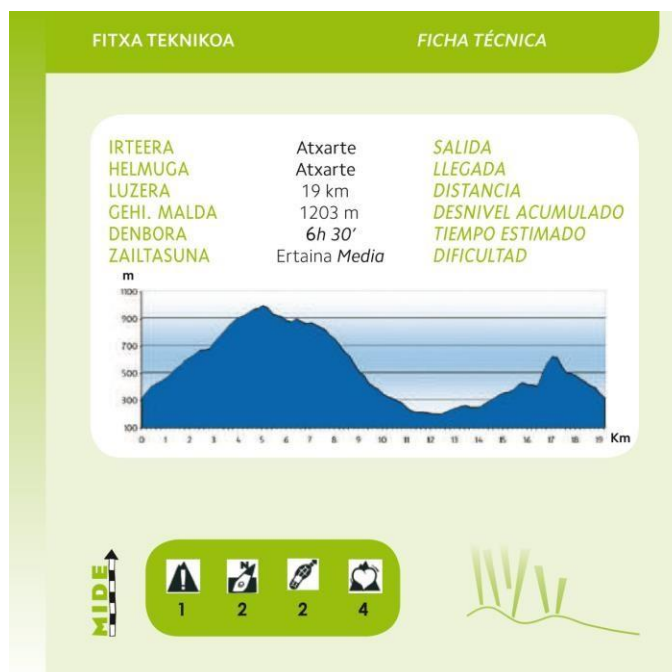 FITXA TEKNIKOA FICHA TÉCNICA
IRTEERA Atxarte SALIDA
HELMUGA Atxarte LLEGADA
LUZERA 19 km DISTANCIA
GEHI. MALDA 1203 m DESNIVEL ACUMULADO
DENBORA 6h 30' TIEMPO ESTIMADO
ZAILTASUNA Ertaina Media DIFICULTAD
m
1100
900
700
500
300
100
0 1 2 3 4 5 6 7 8 9 10 11 12 13 14 15 16 17 18 19 Km
MIDE
N
1 2 2 4